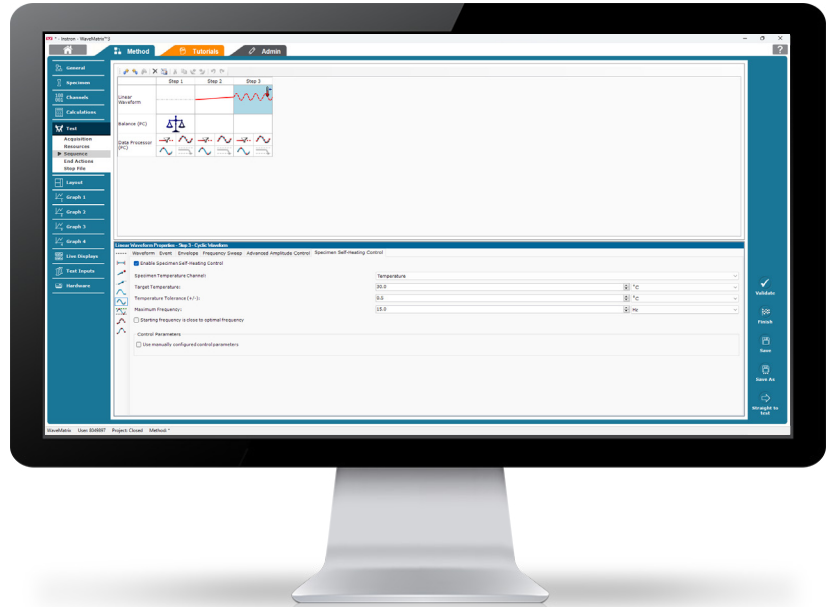 Instron - WaveMatrix™3
Method Tutorials Admin ?
General
Specimen
Channels
Calculations
Test
Acquisition
Resources
Sequence
End Actions
Stop File
Layout
Graph 1
Graph 2
Graph 3
Graph 4
Live Displays
Test Inputs
Hardware
Step 1 Step 2 Step 3
Linear
Waveform
Balance (PC)
Data Processor
(PC)
Linear Waveform Properties - Step 3 - Cyclic Waveform
Waveform Event Envelope Frequency Sweep Advanced Amplitude Control Specimen Self-Heating Control
Enable Specimen Self-Heating Control
Specimen Temperature Channel: Temperature
Target Temperature: 30.0 °C
Temperature Tolerance (+/-): 0.0 °C
Maximum Frequency: 15.0 Hz
Starting frequency is close to optimal frequency
Control Parameters
Use manually configured control parameters
Validate
Finish
Save
Save As
Straight to
test
WaveMatrix Project: Closed Method: *